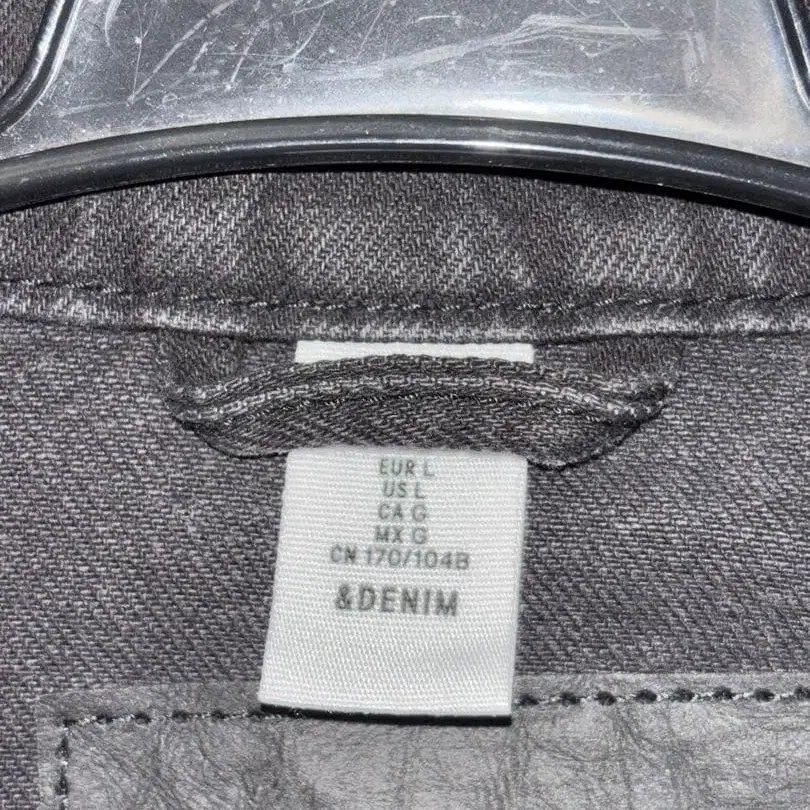 EUR L
US L
CA G
MX G
CN 170/104B
&DENIM